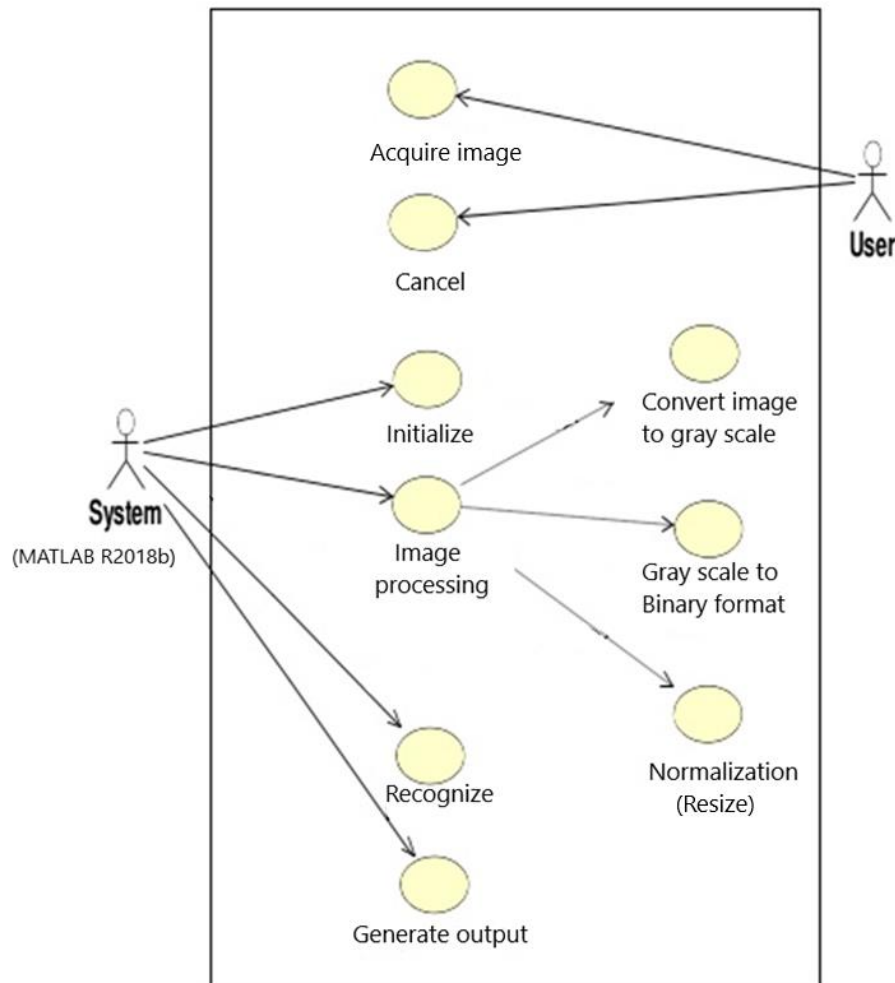 Acquire image
User
Cancel
Initialize
Convert image
to gray scale
System
(MATLAB R2018b)
Image
processing
Gray scale to
Binary format
Normalization
(Resize)
Recognize
Generate output